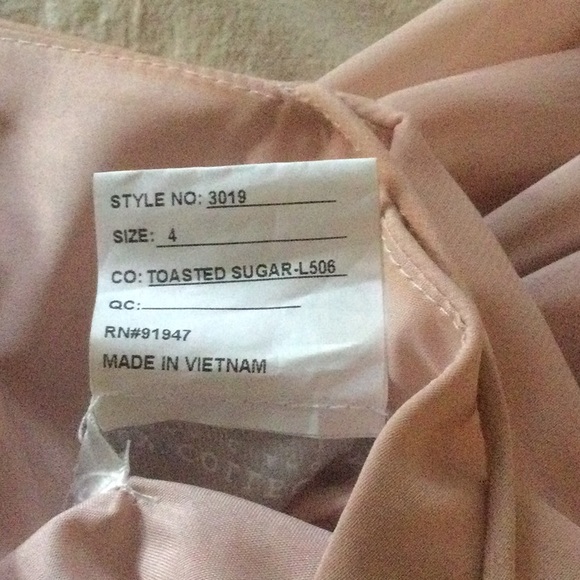 STYLE NO: 3019
SIZE: 4
CO: TOASTED SUGAR-L506
QC:
RN#91947
MADE IN VIETNAM